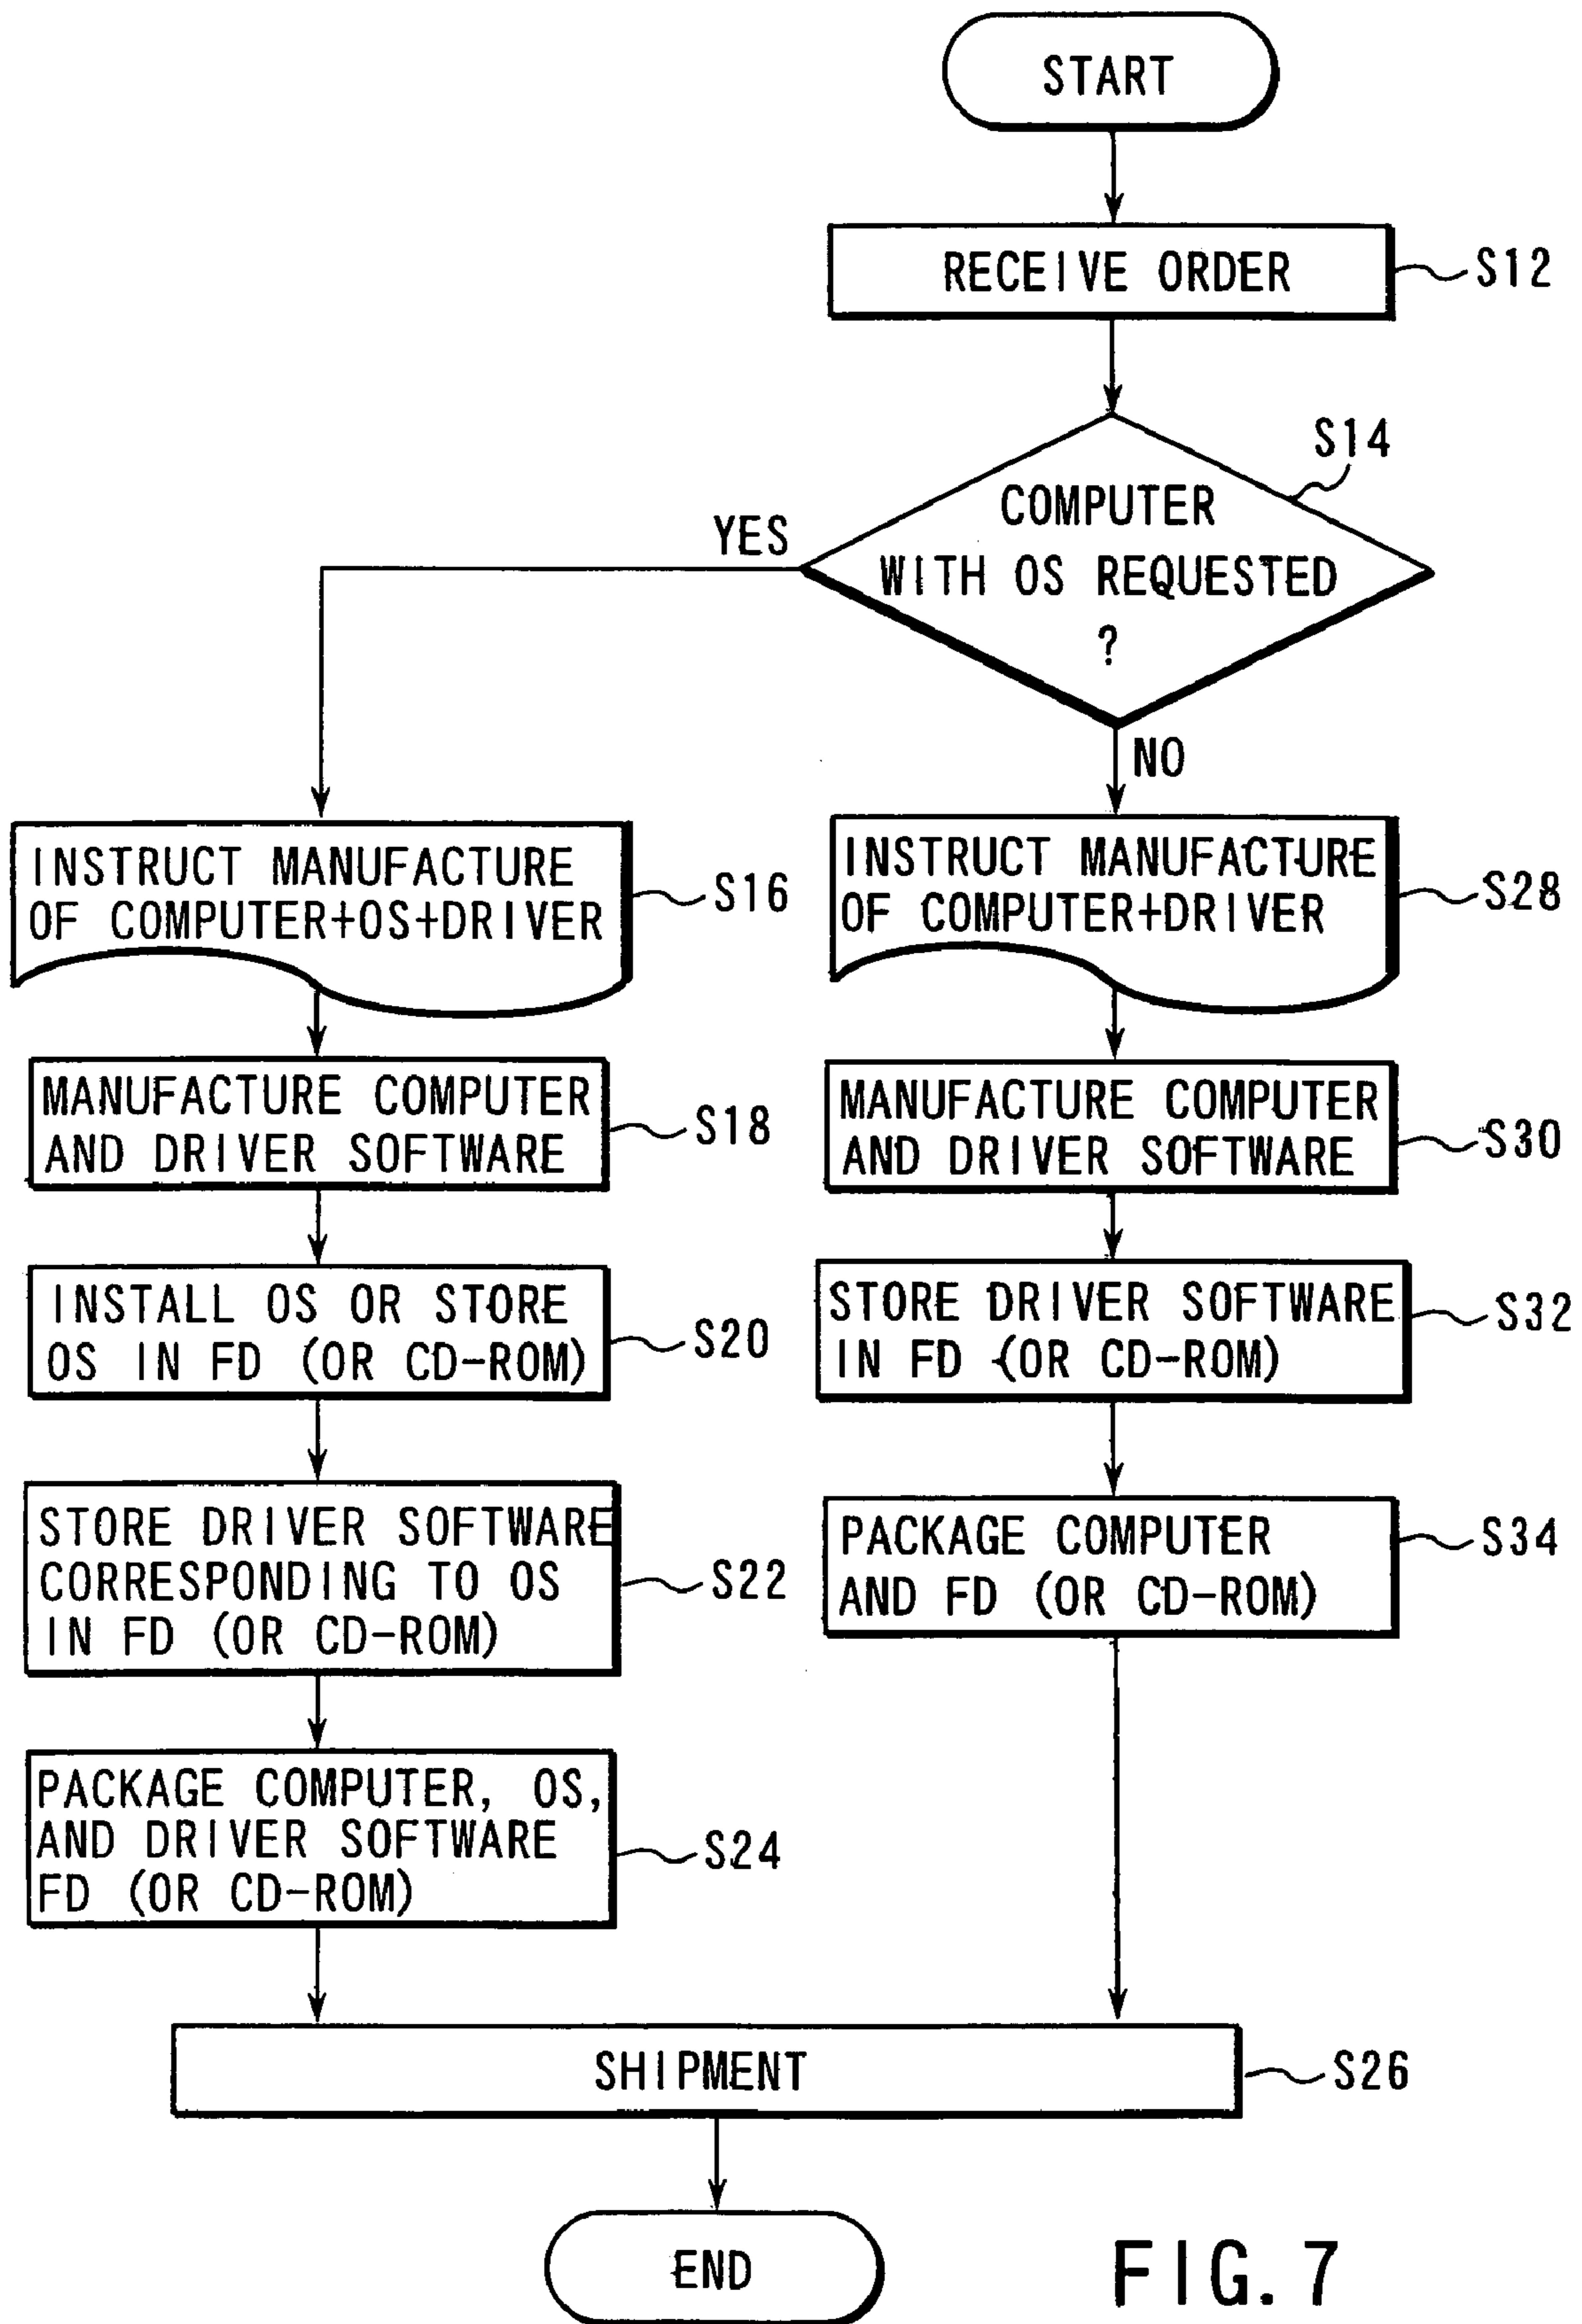 START
RECEIVE ORDER
S12
S14
COMPUTER
WITH OS REQUESTED
?
YES
NO
INSTRUCT MANUFACTURE
OF COMPUTER+OS+DRIVER
S16
MANUFACTURE COMPUTER
AND DRIVER SOFTWARE
S18
INSTALL OS OR STORE
OS IN FD (OR CD-ROM)
S20
STORE DRIVER SOFTWARE
CORRESPONDING TO OS
IN FD (OR CD-ROM)
S22
PACKAGE COMPUTER, OS,
AND DRIVER SOFTWARE
FD (OR CD-ROM)
S24
INSTRUCT MANUFACTURE
OF COMPUTER+DRIVER
S28
MANUFACTURE COMPUTER
AND DRIVER SOFTWARE
S30
STORE DRIVER SOFTWARE
IN FD (OR CD-ROM)
S32
PACKAGE COMPUTER
AND FD (OR CD-ROM)
S34
SHIPMENT
S26
END
FIG. 7